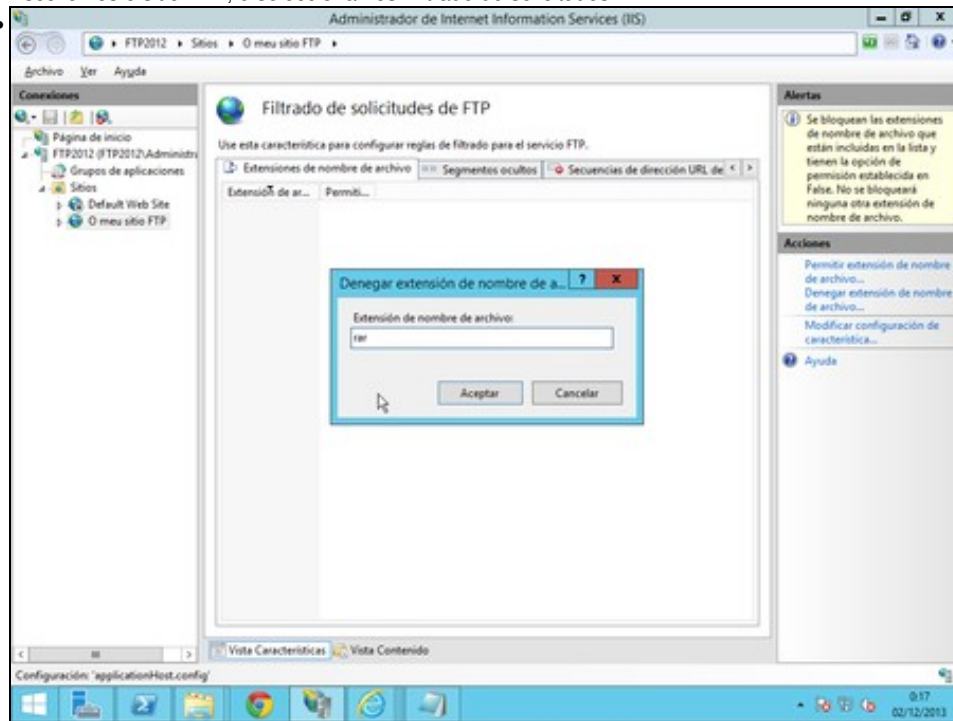 Administrador de Internet Information Services (IIS)
FTP2012 Sitios O meu sitio FTP
Archivo Ver Ayuda
Conexiones
Página de inicio
FTP2012 (FTP2012\Administr
Grupos de aplicaciones
Sitios
Default Web Site
O meu sitio FTP
Filtrado de solicitudes de FTP
Use esta característica para configurar reglas de filtrado para el servicio FTP.
Extensiones de nombre de archivo Segmentos ocultos Secuencias de dirección URL de
Extensión de ar... Permiti...
Denegar extensión de nombre de a...
Extensión de nombre de archivo:
rar
Aceptar Cancelar
Vista Características Vista Contenido
Alertas
Se bloquean las extensiones
de nombre de archivo que
están incluidas en la lista y
tienen la opción de
permisión establecida en
False. No se bloqueará
ninguna otra extensión de
nombre de archivo.
Acciones
Permitir extensión de nombre
de archivo...
Denegar extensión de nombre
de archivo...
Modificar configuración de
característica...
Ayuda
Configuración: 'applicationHost.config'
0:17
02/12/2013